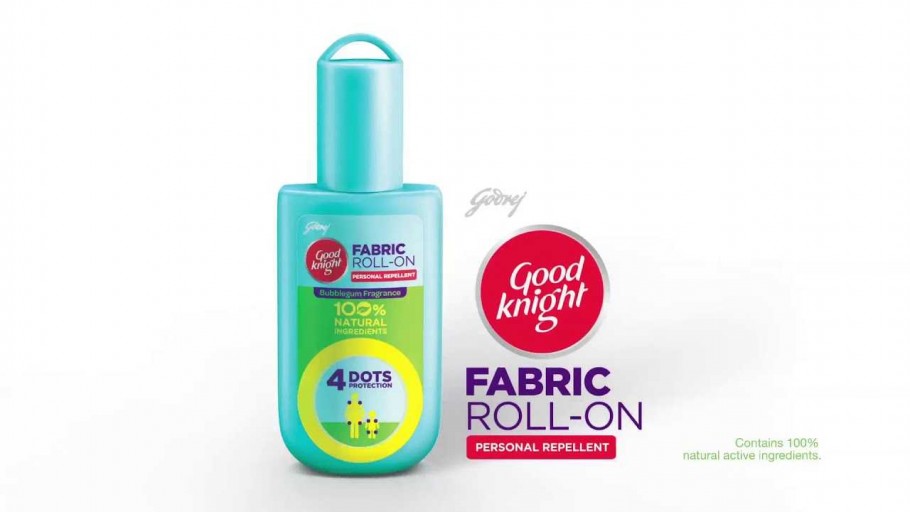 Godrej
Good
knight
FABRIC
ROLL-ON
PERSONAL REPELLENT
Bubblegum Fragrance
100%
NATURAL
INGREDIENTS
4 DOTS
PROTECTION
Godrej
Good
knight
FABRIC
ROLL-ON
PERSONAL REPELLENT
Contains 100%
natural active ingredients.